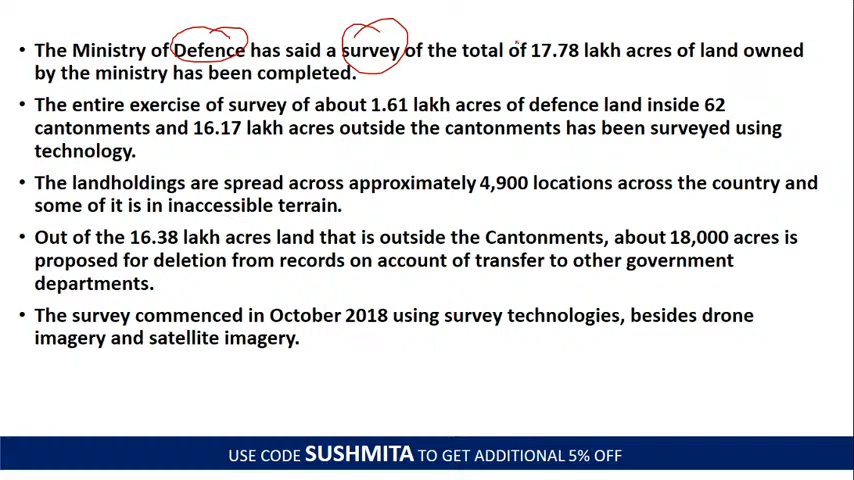 • The Ministry of Defence has said a survey of the total of 17.78 lakh acres of land owned
by the ministry has been completed.
• The entire exercise of survey of about 1.61 lakh acres of defence land inside 62
cantonments and 16.17 lakh acres outside the cantonments has been surveyed using
technology.
• The landholdings are spread across approximately 4,900 locations across the country and
some of it is in inaccessible terrain.
• Out of the 16.38 lakh acres land that is outside the Cantonments, about 18,000 acres is
proposed for deletion from records on account of transfer to other government
departments.
• The survey commenced in October 2018 using survey technologies, besides drone
imagery and satellite imagery.
USE CODE SUSHMITA TO GET ADDITIONAL 5% OFF